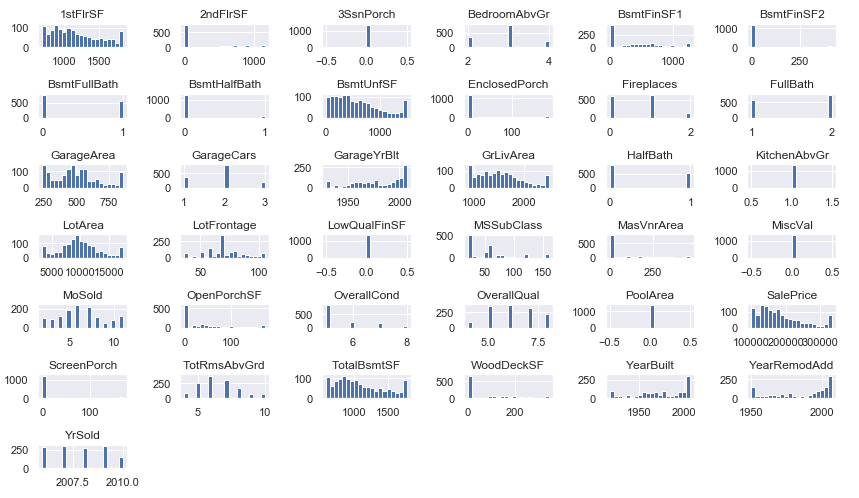 1stFlrSF 2ndFlrSF 3SsnPorch BedroomAbvGr BsmtFinSF1 BsmtFinSF2
100 500 1000 500 500 1000
0 0 0 0 0 0
1000 1500 0 500 1000 −0.5 0.0 0.5 2 3 4 0 1000 0 250
BsmtFullBath BsmtHalfBath BsmtUnfSF EnclosedPorch Fireplaces FullBath
500 1000 100 1000 500 500
0 0 0 0 0 0
0 1 0 1 0 1000 0 100 0 2 1 2
GarageArea GarageCars GarageYrBlt GrLivArea HalfBath KitchenAbvGr
100 500 250 100 500 1000
0 0 0 0 0 0
250 500 750 1 2 3 1950 2000 1000 2000 0 1 0.5 1.0 1.5
LotArea LotFrontage LowQualFinSF MSSubClass MasVnrArea MiscVal
100 250 1000 250 500 1000
0 0 0 0 0 0
5000 10000 15000 50 100 −0.5 0.0 0.5 50 100 150 0 250 −0.5 0.0 0.5
MoSold OpenPorchSF OverallCond OverallQual PoolArea SalePrice
200 500 500 250 1000 100
0 0 0 0 0 0
5 10 0 100 6 8 5.0 7.5 −0.5 0.0 0.5 100000 200000 300000
ScreenPorch TotRmsAbvGrd TotalBsmtSF WoodDeckSF YearBuilt YearRemodAdd
1000 250 100 500 250 250
0 0 0 0 0 0
0 100 5 10 1000 1500 0 200 1950 2000 1950 2000
YrSold
250
0
2007.5 2010.0